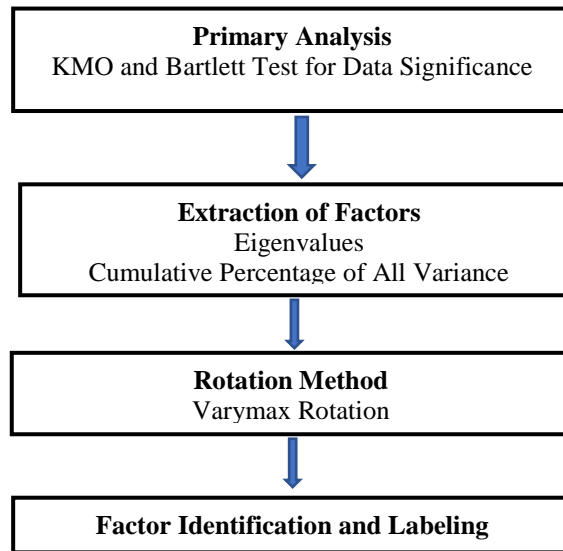 Primary Analysis
KMO and Bartlett Test for Data Significance
Extraction of Factors
Eigenvalues
Cumulative Percentage of All Variance
Rotation Method
Varymax Rotation
Factor Identification and Labeling